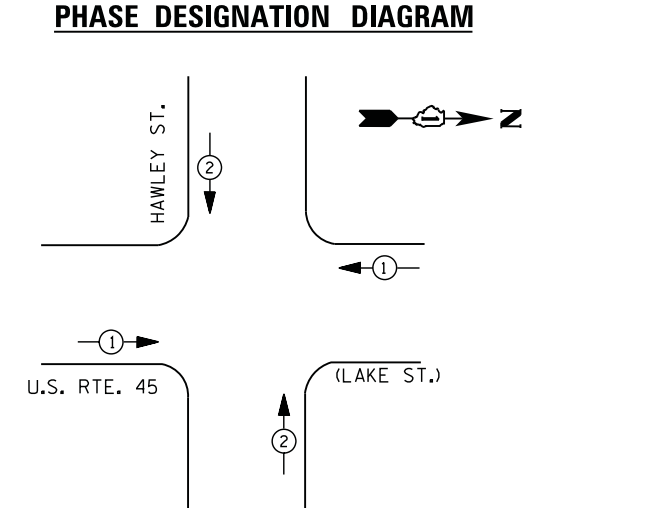 PHASE DESIGNATION DIAGRAM
HAWLEY ST.
N
2
1
1
U.S. RTE. 45
(LAKE ST.)
2